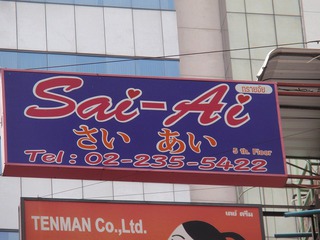 Sai-Ai
さい あい
5 th. Floor
Tel : 02-235-5422
TENMAN Co.,Ltd.